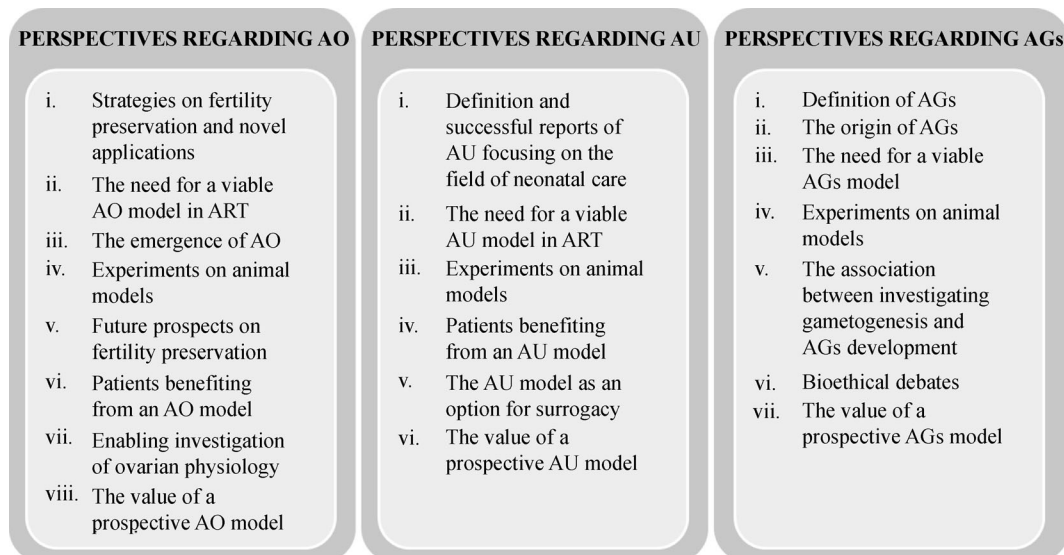 PERSPECTIVES REGARDING AO
i. Strategies on fertility
preservation and novel
applications
ii. The need for a viable
AO model in ART
iii. The emergence of AO
iv. Experiments on animal
models
v. Future prospects on
fertility preservation
vi. Patients benefiting
from an AO model
vii. Enabling investigation
of ovarian physiology
viii. The value of a
prospective AO model
PERSPECTIVES REGARDING AU
i. Definition and
successful reports of
AU focusing on the
field of neonatal care
ii. The need for a viable
AU model in ART
iii. Experiments on animal
models
iv. Patients benefiting
from an AU model
v. The AU model as an
option for surrogacy
vi. The value of a
prospective AU model
PERSPECTIVES REGARDING AGs
i. Definition of AGs
ii. The origin of AGs
iii. The need for a viable
AGs model
iv. Experiments on animal
models
v. The association
between investigating
gametogenesis and
AGs development
vi. Bioethical debates
vii. The value of a
prospective AGs model